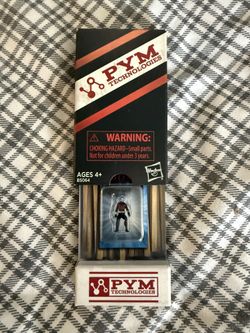 PYM
TECHNOLOGIES
WARNING:
CHOKING HAZARD-Small parts.
Not for children under 3 years.
AGES 4+
B5064
Hasbro
PYM
TECHNOLOGIES